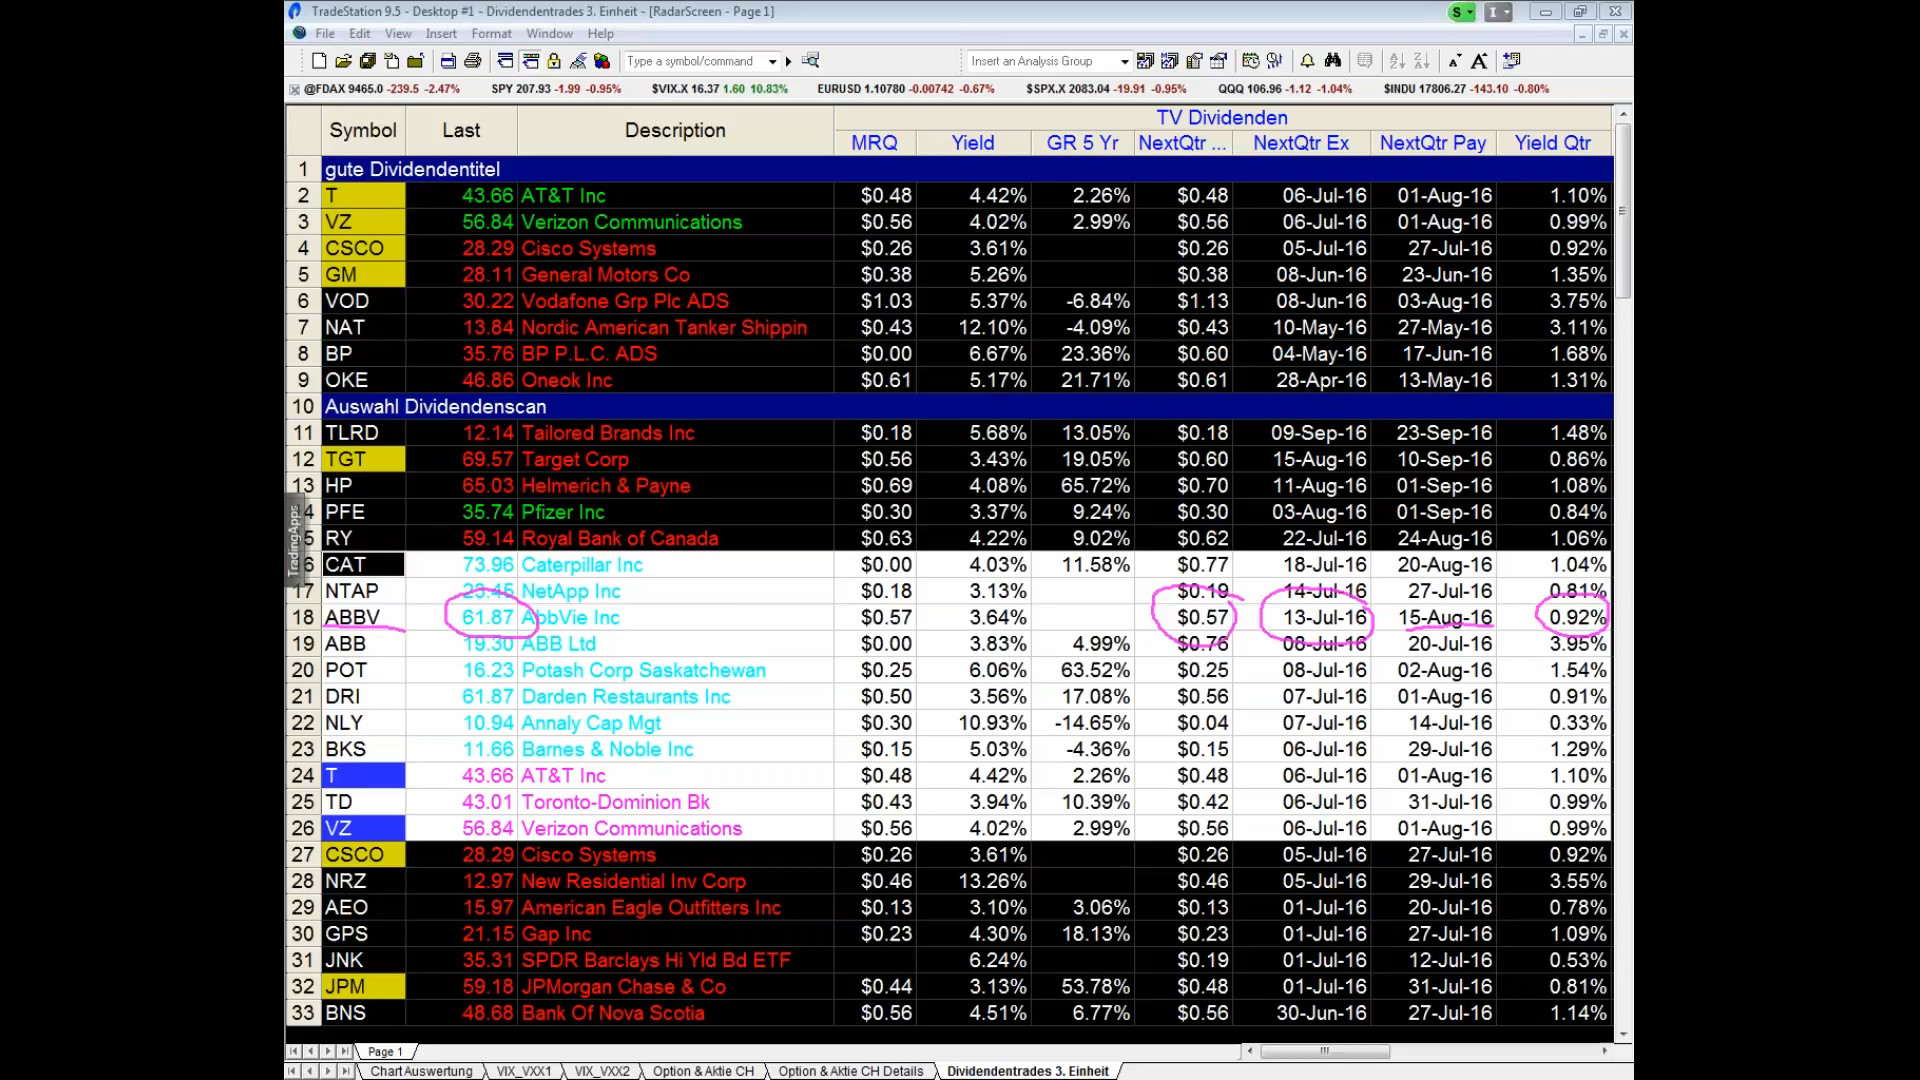 TradeStation 9.5 - Desktop #1 - Dividendentrades 3. Einheit - [RadarScreen - Page 1]
S I
File Edit View Insert Format Window Help
Type a symbol/command Insert an Analysis Group
@FDAX 9465.0 -239.5 -2.47% SPY 207.93 -1.99 -0.95% $VIX.X 16.37 1.60 10.83% EURUSD 1.10780 -0.00742 -0.67% $SPX.X 2083.04 -19.91 -0.95% QQQ 106.96 -1.12 -1.04% $INDU 17806.27 -143.10 -0.80%
TV Dividenden
Symbol Last Description MRQ Yield GR 5 Yr NextQtr ... NextQtr Ex NextQtr Pay Yield Qtr
1 gute Dividendentitel
2 T 43.66 AT&T Inc $0.48 4.42% 2.26% $0.48 06-Jul-16 01-Aug-16 1.10%
3 VZ 56.84 Verizon Communications $0.56 4.02% 2.99% $0.56 06-Jul-16 01-Aug-16 0.99%
4 CSCO 28.29 Cisco Systems $0.26 3.61% $0.26 05-Jul-16 27-Jul-16 0.92%
5 GM 28.11 General Motors Co $0.38 5.26% $0.38 08-Jun-16 23-Jun-16 1.35%
6 VOD 30.22 Vodafone Grp Plc ADS $1.03 5.37% -6.84% $1.13 08-Jun-16 03-Aug-16 3.75%
7 NAT 13.84 Nordic American Tanker Shippin $0.43 12.10% -4.09% $0.43 10-May-16 27-May-16 3.11%
8 BP 35.76 BP P.L.C. ADS $0.00 6.67% 23.36% $0.60 04-May-16 17-Jun-16 1.68%
9 OKE 46.86 Oneok Inc $0.61 5.17% 21.71% $0.61 28-Apr-16 13-May-16 1.31%
10 Auswahl Dividendenscan
11 TLRD 12.14 Tailored Brands Inc $0.18 5.68% 13.05% $0.18 09-Sep-16 23-Sep-16 1.48%
12 TGT 69.57 Target Corp $0.56 3.43% 19.05% $0.60 15-Aug-16 10-Sep-16 0.86%
13 HP 65.03 Helmerich & Payne $0.69 4.08% 65.72% $0.70 11-Aug-16 01-Sep-16 1.08%
4 PFE 35.74 Pfizer Inc $0.30 3.37% 9.24% $0.30 03-Aug-16 01-Sep-16 0.84%
5 RY 59.14 Royal Bank of Canada $0.63 4.22% 9.02% $0.62 22-Jul-16 24-Aug-16 1.06%
6 CAT 73.96 Caterpillar Inc $0.00 4.03% 11.58% $0.77 18-Jul-16 20-Aug-16 1.04%
TradingApps
17 NTAP 23.45 NetApp Inc $0.18 3.13% $0.19 14-Jul-16 27-Jul-16 0.81%
18 ABBV 61.87 AbbVie Inc $0.57 3.64% $0.57 13-Jul-16 15-Aug-16 0.92%
19 ABB 19.30 ABB Ltd $0.00 3.83% 4.99% $0.76 08-Jul-16 20-Jul-16 3.95%
20 POT 16.23 Potash Corp Saskatchewan $0.25 6.06% 63.52% $0.25 08-Jul-16 02-Aug-16 1.54%
21 DRI 61.87 Darden Restaurants Inc $0.50 3.56% 17.08% $0.56 07-Jul-16 01-Aug-16 0.91%
22 NLY 10.94 Annaly Cap Mgt $0.30 10.93% -14.65% $0.04 07-Jul-16 14-Jul-16 0.33%
23 BKS 11.66 Barnes & Noble Inc $0.15 5.03% -4.36% $0.15 06-Jul-16 29-Jul-16 1.29%
24 T 43.66 AT&T Inc $0.48 4.42% 2.26% $0.48 06-Jul-16 01-Aug-16 1.10%
25 TD 43.01 Toronto-Dominion Bk $0.43 3.94% 10.39% $0.42 06-Jul-16 31-Jul-16 0.99%
26 VZ 56.84 Verizon Communications $0.56 4.02% 2.99% $0.56 06-Jul-16 01-Aug-16 0.99%
27 CSCO 28.29 Cisco Systems $0.26 3.61% $0.26 05-Jul-16 27-Jul-16 0.92%
28 NRZ 12.97 New Residential Inv Corp $0.46 13.26% $0.46 05-Jul-16 29-Jul-16 3.55%
29 AEO 15.97 American Eagle Outfitters Inc $0.13 3.10% 3.06% $0.13 01-Jul-16 20-Jul-16 0.78%
30 GPS 21.15 Gap Inc $0.23 4.30% 18.13% $0.23 01-Jul-16 27-Jul-16 1.09%
31 JNK 35.31 SPDR Barclays Hi Yld Bd ETF 6.24% $0.19 01-Jul-16 12-Jul-16 0.53%
32 JPM 59.18 JPMorgan Chase & Co $0.44 3.13% 53.78% $0.48 01-Jul-16 31-Jul-16 0.81%
33 BNS 48.68 Bank Of Nova Scotia $0.56 4.51% 6.77% $0.56 30-Jun-16 27-Jul-16 1.14%
Page 1
ChartAuswertung VIX_VXX1 VIX_VXX2 Option & Aktie CH Option & Aktie CH Details Dividendentrades 3. Einheit